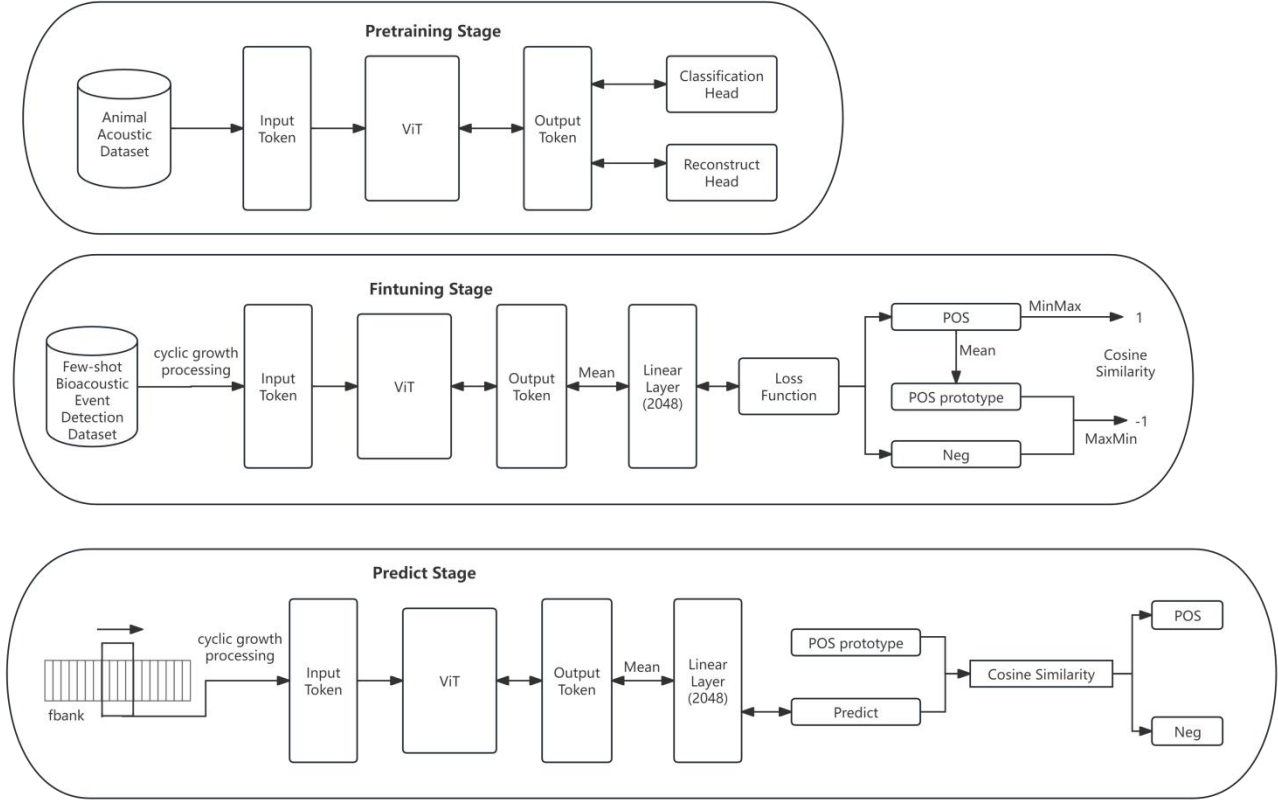 Pretraining Stage
Animal
Acoustic
Dataset
Input
Token
ViT
Output
Token
Classification
Head
Reconstruct
Head
Fintuning Stage
Few-shot
Bioacoustic
Event
Detection
Dataset
cyclic growth
processing
Input
Token
ViT
Output
Token
Mean
Linear
Layer
(2048)
Loss
Function
POS
MinMax
1
Mean
Cosine
Similarity
POS prototype
-1
MaxMin
Neg
Predict Stage
fbank
cyclic growth
processing
Input
Token
ViT
Output
Token
Mean
Linear
Layer
(2048)
POS prototype
Predict
Cosine Similarity
POS
Neg